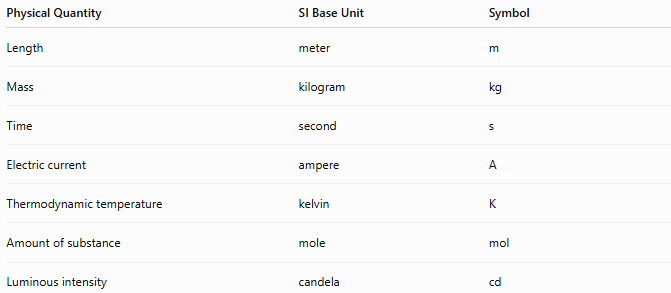 Physical Quantity SI Base Unit Symbol
Length meter m
Mass kilogram kg
Time second s
Electric current ampere A
Thermodynamic temperature kelvin K
Amount of substance mole mol
Luminous intensity candela cd